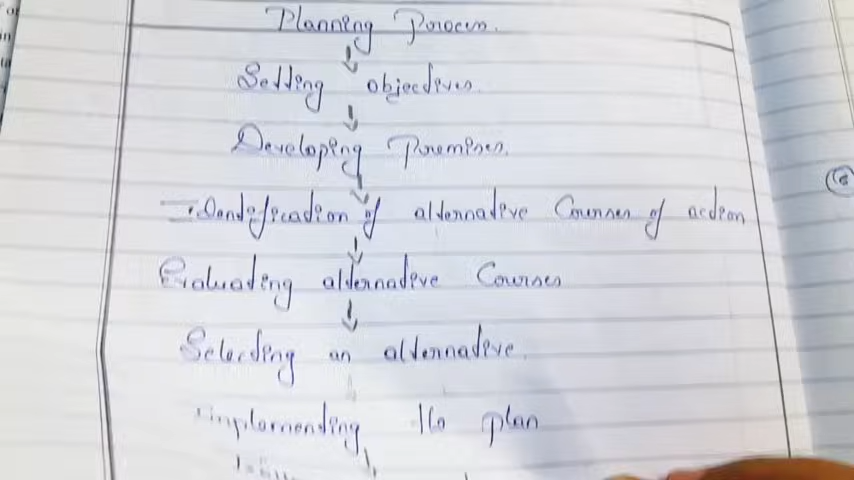 Planning Process.
Setting objectives.
Developing Premises.
Identification of alternative Courses of action
Evaluating alternative Courses
Selecting an alternative.
implementing the plan